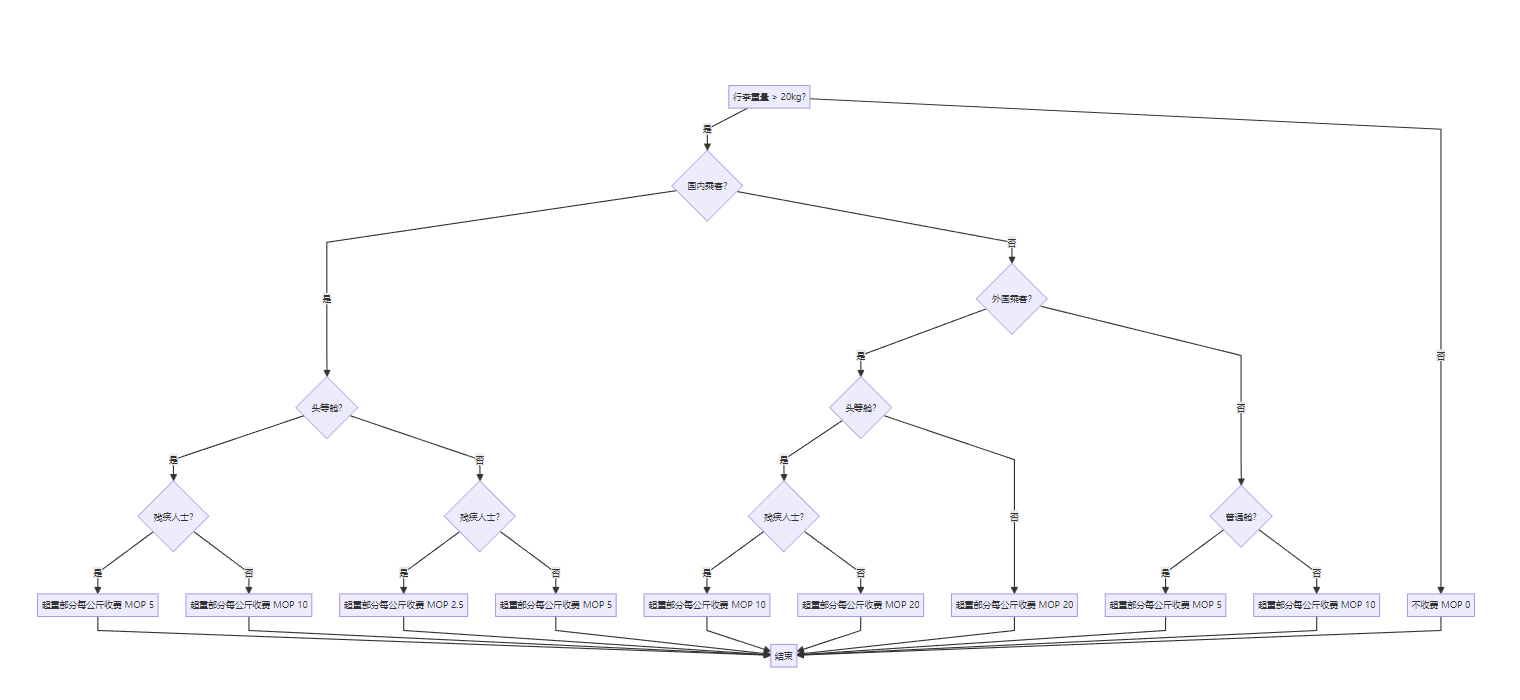 行李重量 > 20kg?
是
国内乘客?
否
外国乘客?
是
是
否
头等舱?
头等舱?
否
否
是
否
是
残疾人士?
残疾人士?
残疾人士?
否
普通舱?
是
否
是
否
是
否
是
否
超重部分每公斤收费 MOP 5
超重部分每公斤收费 MOP 10
超重部分每公斤收费 MOP 2.5
超重部分每公斤收费 MOP 5
超重部分每公斤收费 MOP 10
超重部分每公斤收费 MOP 20
超重部分每公斤收费 MOP 20
超重部分每公斤收费 MOP 5
超重部分每公斤收费 MOP 10
不收费 MOP 0
结束